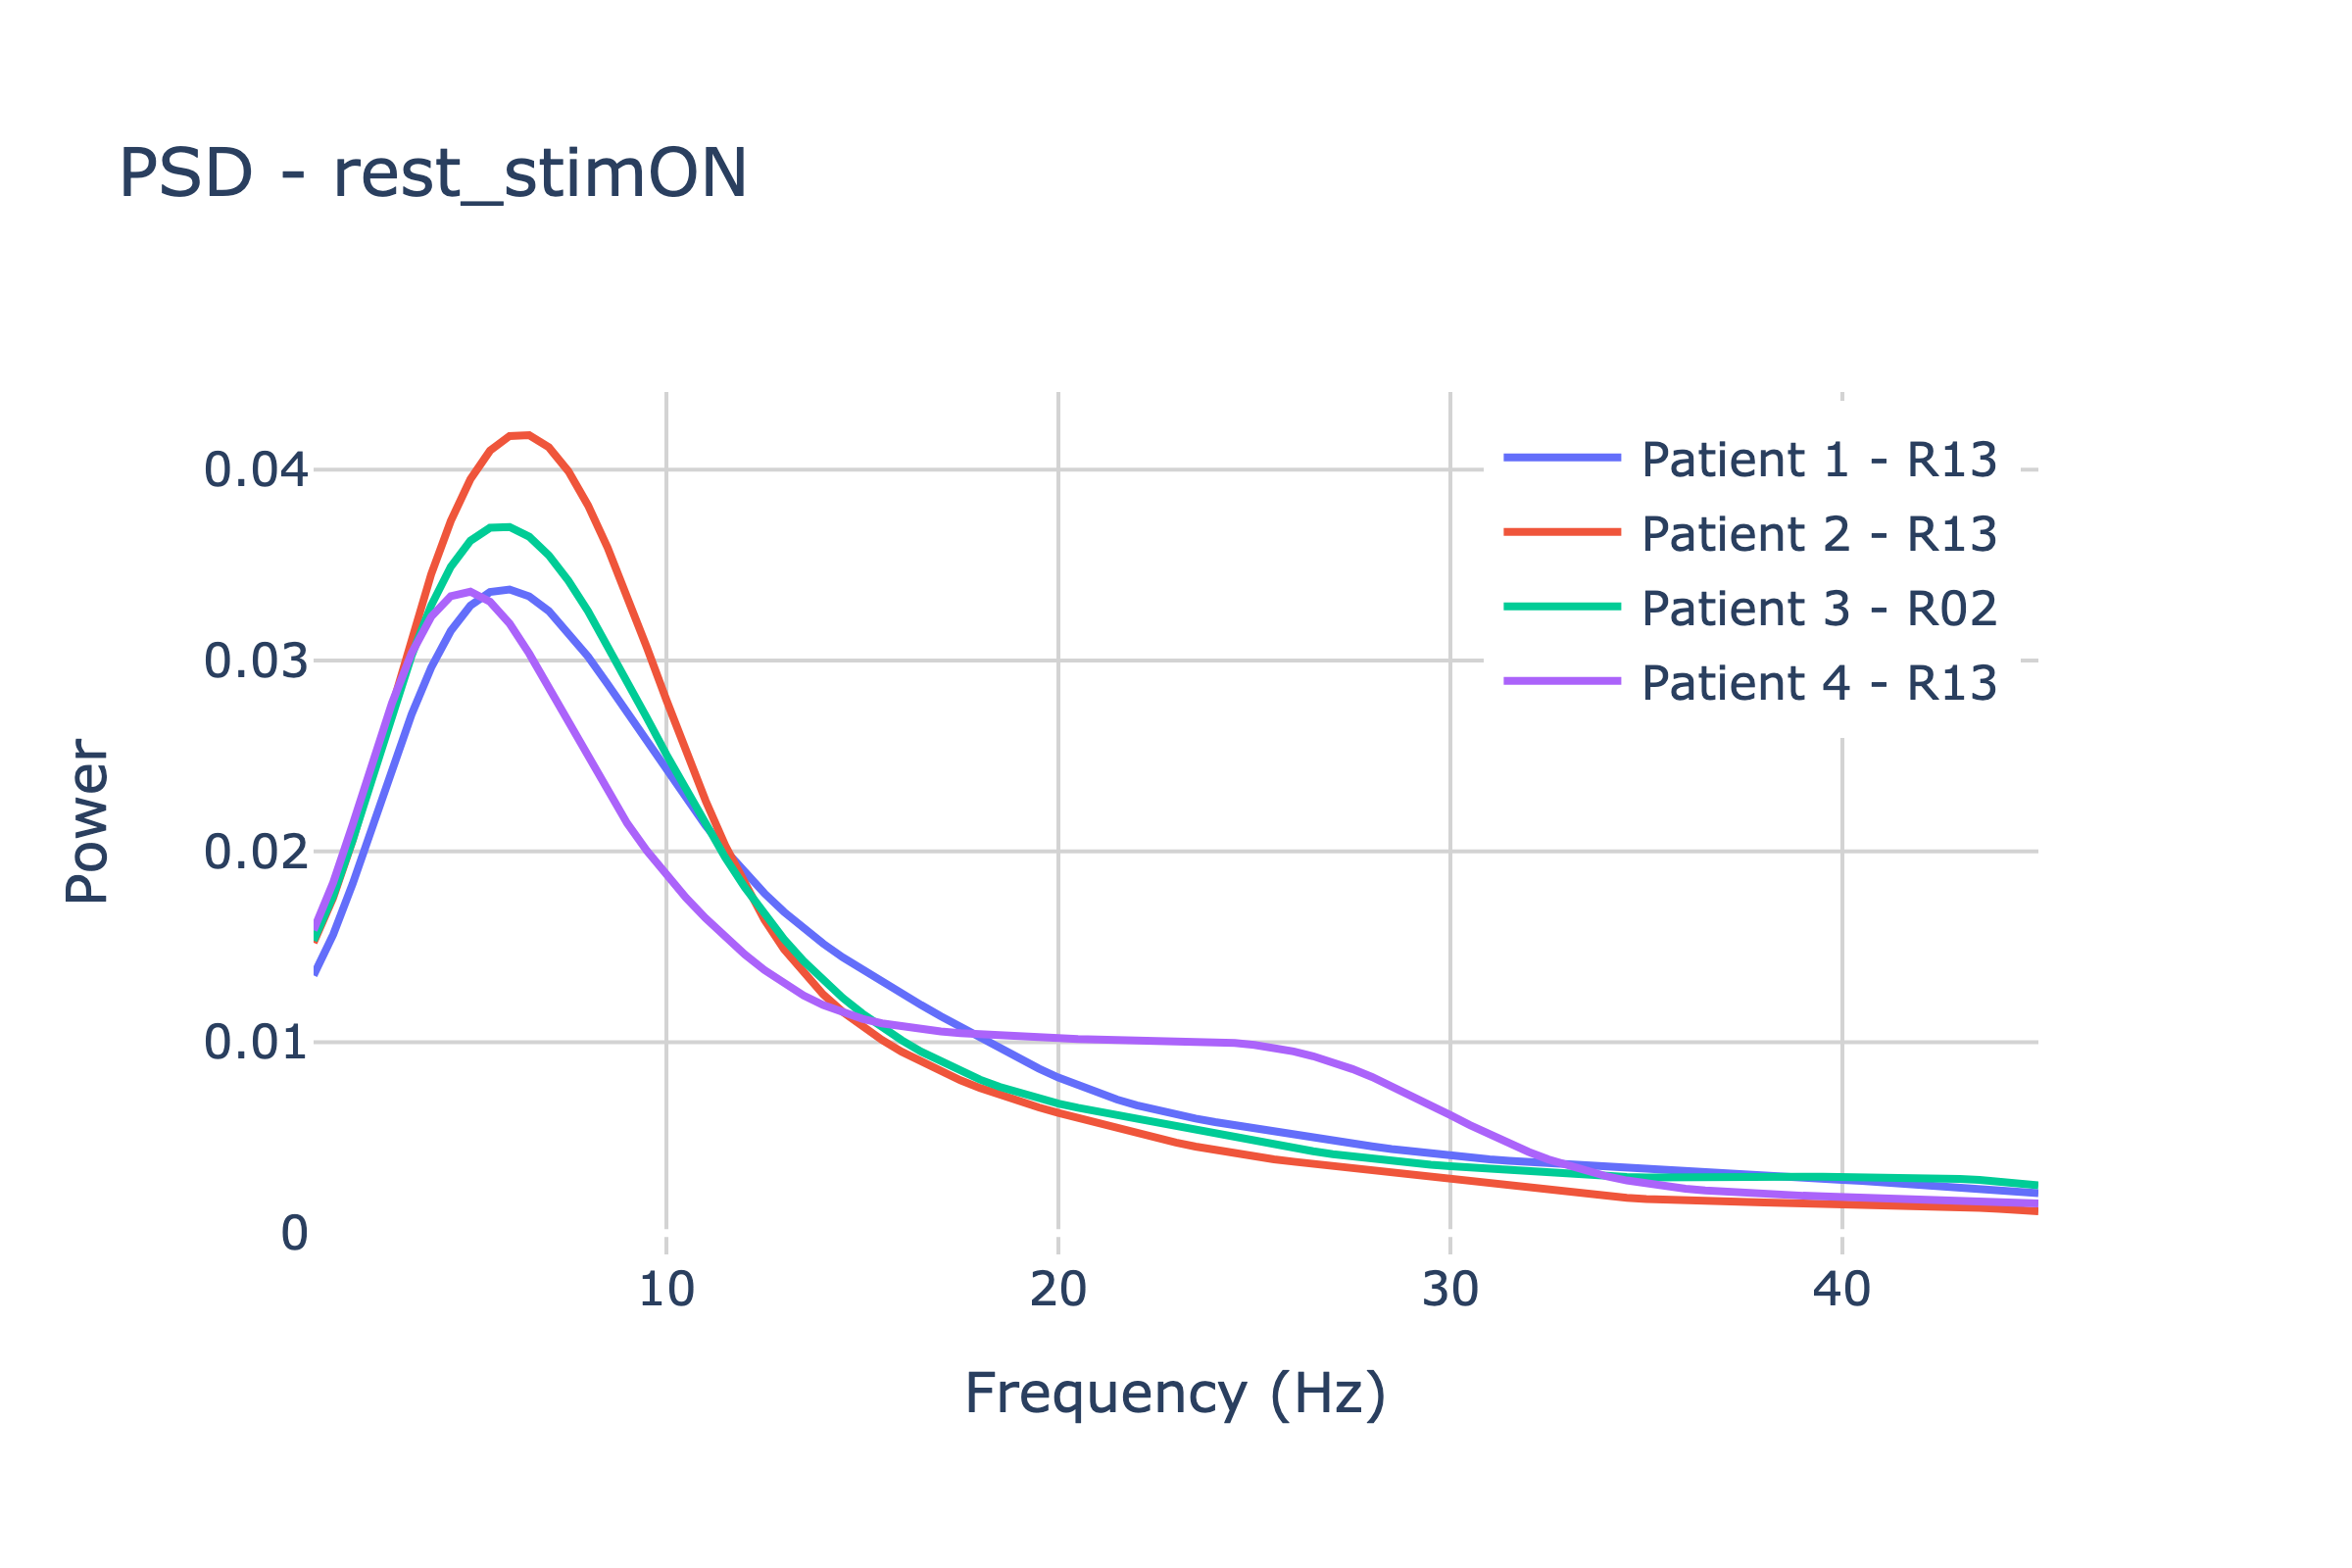 PSD - rest_stimON
Patient 1 - R13
Patient 2 - R13
Patient 3 - R02
Patient 4 - R13
0.04
0.03
0.02
0.01
0
Power
10 20 30 40
Frequency (Hz)